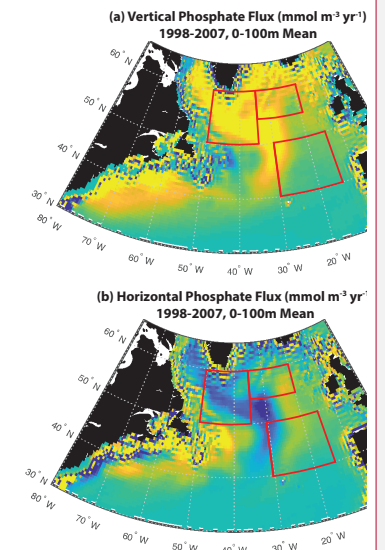 (a) Vertical Phosphate Flux (mmol m⁻³ yr⁻¹)
1998-2007, 0-100m Mean
60° N
50° N
40° N
30° N
80° W
70° W
60° W
50° W
40° W
30° W
20° W
(b) Horizontal Phosphate Flux (mmol m⁻³ yr⁻
1998-2007, 0-100m Mean
60° N
50° N
40° N
30° N
80° W
70° W
60° W
50° W
40° W
30° W
20° W